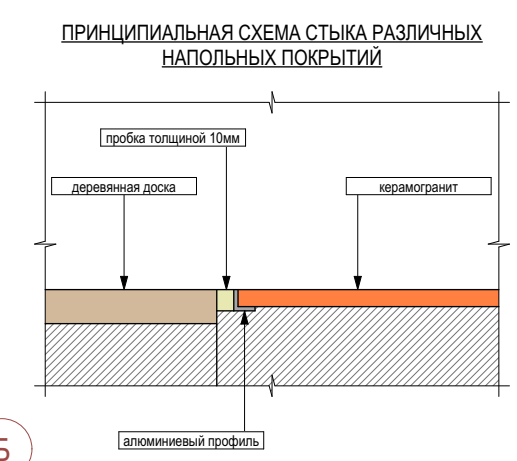 ПРИНЦИПИАЛЬНАЯ СХЕМА СТЫКА РАЗЛИЧНЫХ
НАПОЛЬНЫХ ПОКРЫТИЙ
пробка толщиной 10мм
деревянная доска
керамогранит
алюминиевый профиль